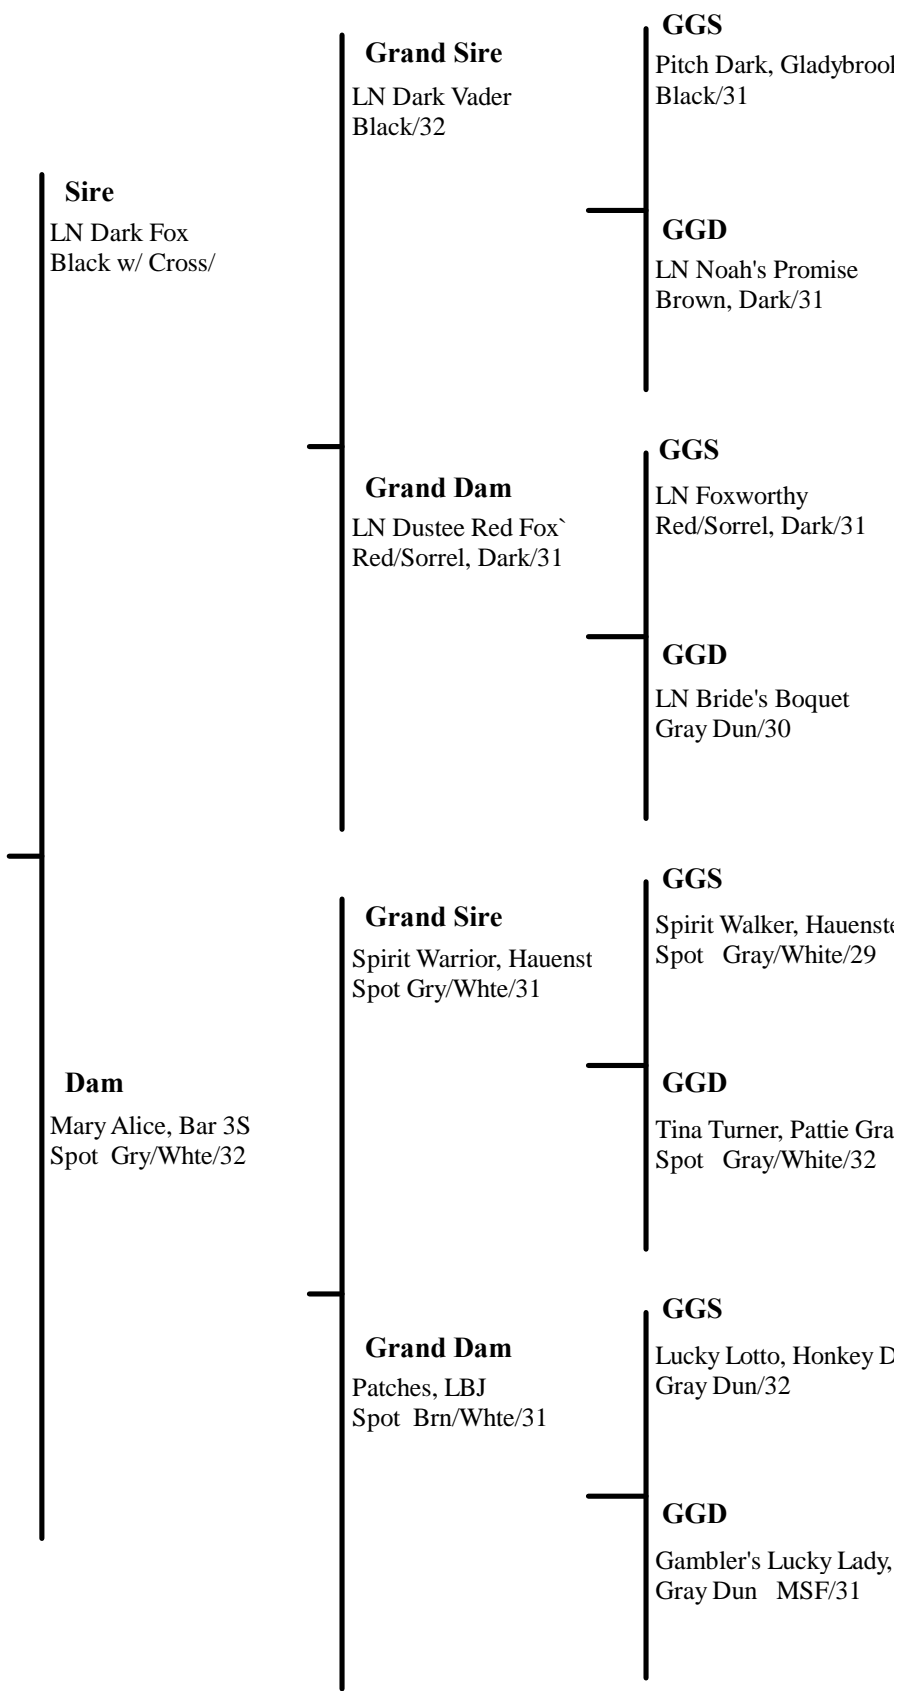 Sire
LN Dark Fox
Black w/ Cross/
Dam
Mary Alice, Bar 3S
Spot  Gry/Whte/32
Grand Sire
LN Dark Vader
Black/32
Grand Dam
LN Dustee Red Fox`
Red/Sorrel, Dark/31
Grand Sire
Spirit Warrior, Hauenst
Spot Gry/Whte/31
Grand Dam
Patches, LBJ
Spot  Brn/Whte/31
GGS
Pitch Dark, Gladybrook
Black/31
GGD
LN Noah's Promise
Brown, Dark/31
GGS
LN Foxworthy
Red/Sorrel, Dark/31
GGD
LN Bride's Boquet
Gray Dun/30
GGS
Spirit Walker, Hauenste
Spot   Gray/White/29
GGD
Tina Turner, Pattie Gra
Spot   Gray/White/32
GGS
Lucky Lotto, Honkey D
Gray Dun/32
GGD
Gambler's Lucky Lady,
Gray Dun   MSF/31